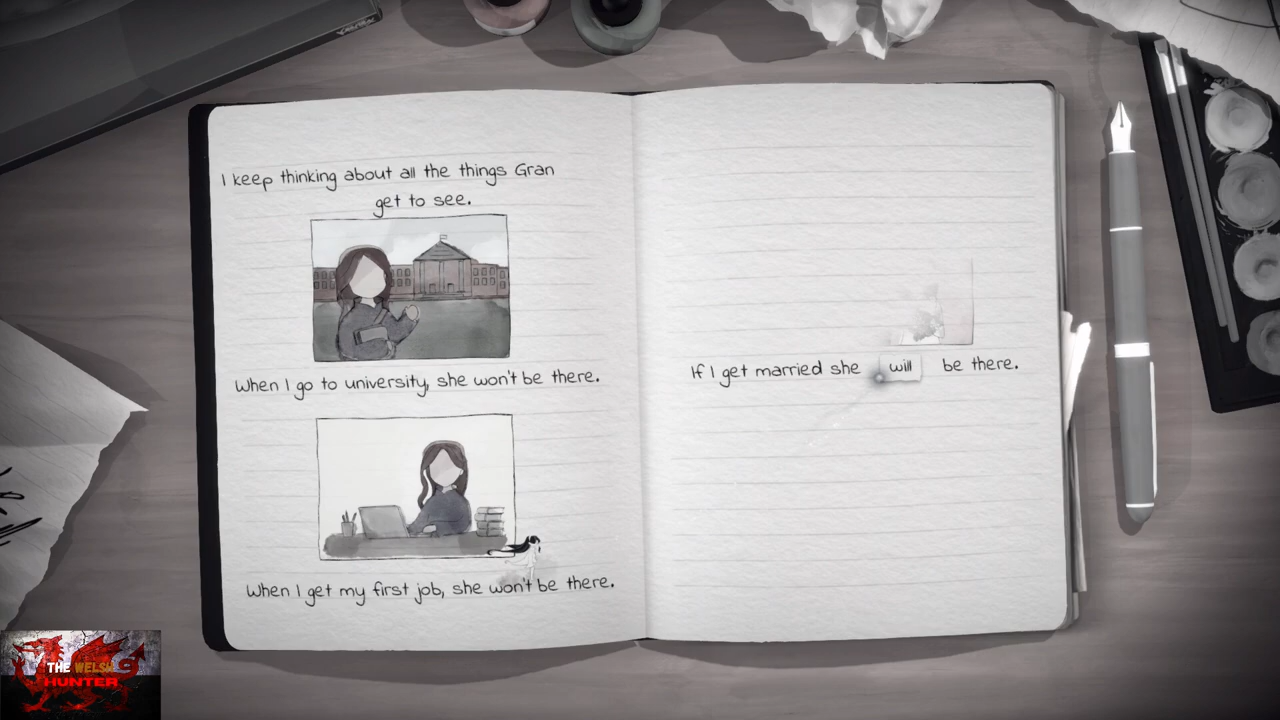 I keep thinking about all the things Gran
get to see.
When I go to university, she won't be there.
When I get my first job, she won't be there.
If I get married she will be there.
THE WELSH
HUNTER